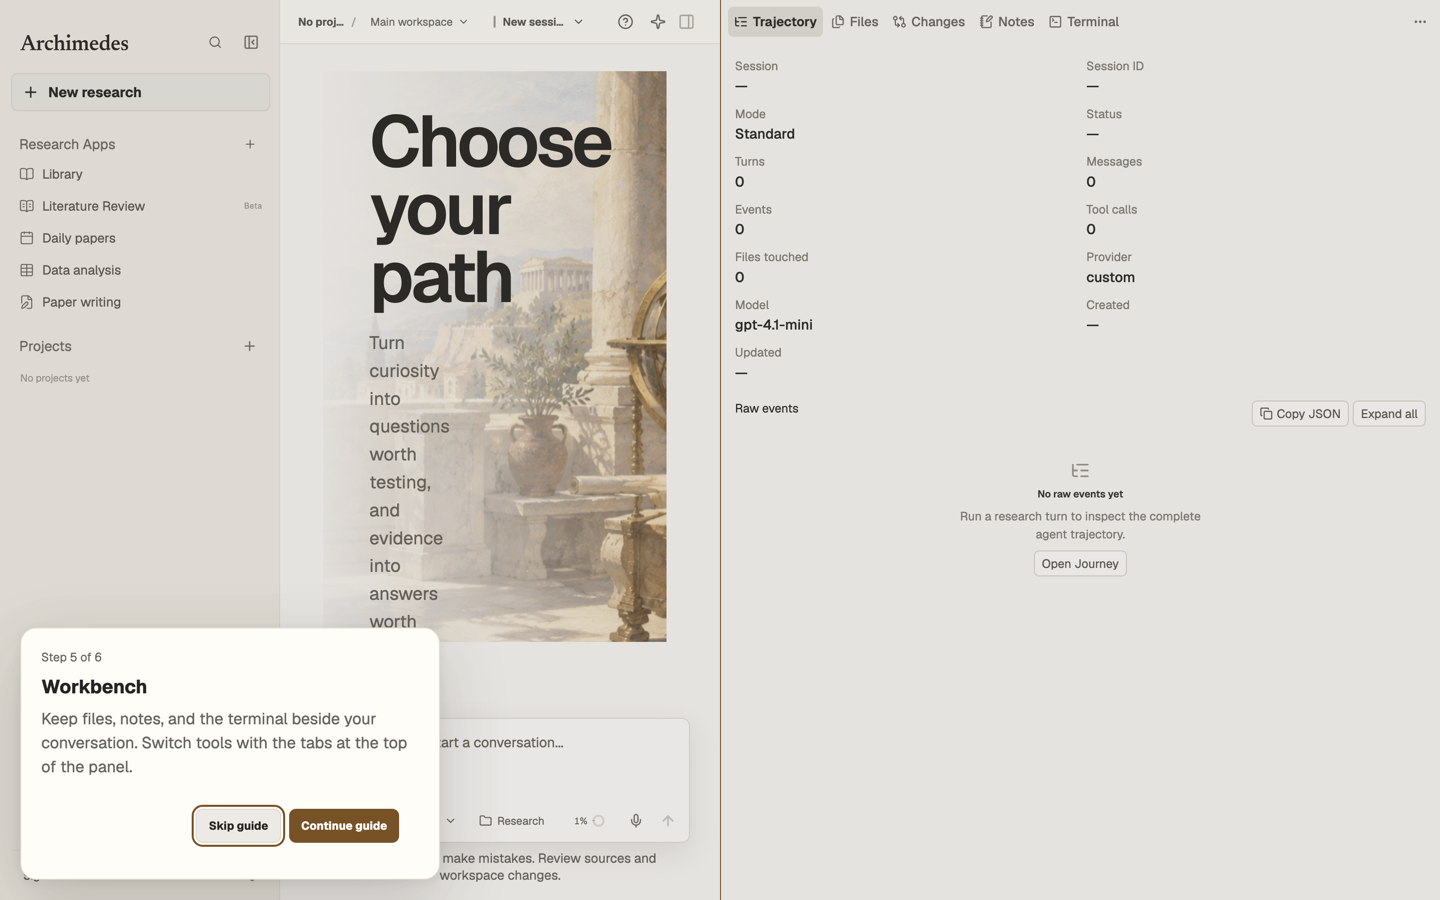 Archimedes
New research
Research Apps
Library
Literature Review
Beta
Daily papers
Data analysis
Paper writing
Projects
No projects yet
No proj... /
Main workspace
New sessi...
Choose
your
path
Turn
curiosity
into
questions
worth
testing,
and
evidence
into
answers
worth
Step 5 of 6
Workbench
Keep files, notes, and the terminal beside your
conversation. Switch tools with the tabs at the top
of the panel.
Skip guide
Continue guide
a conversation...
Research
1%
make mistakes. Review sources and
workspace changes.
Trajectory
Files
Changes
Notes
Terminal
Session
—
Session ID
—
Mode
Standard
Status
—
Turns
0
Messages
0
Events
0
Tool calls
0
Files touched
0
Provider
custom
Model
gpt-4.1-mini
Created
—
Updated
—
Raw events
Copy JSON
Expand all
No raw events yet
Run a research turn to inspect the complete
agent trajectory.
Open Journey